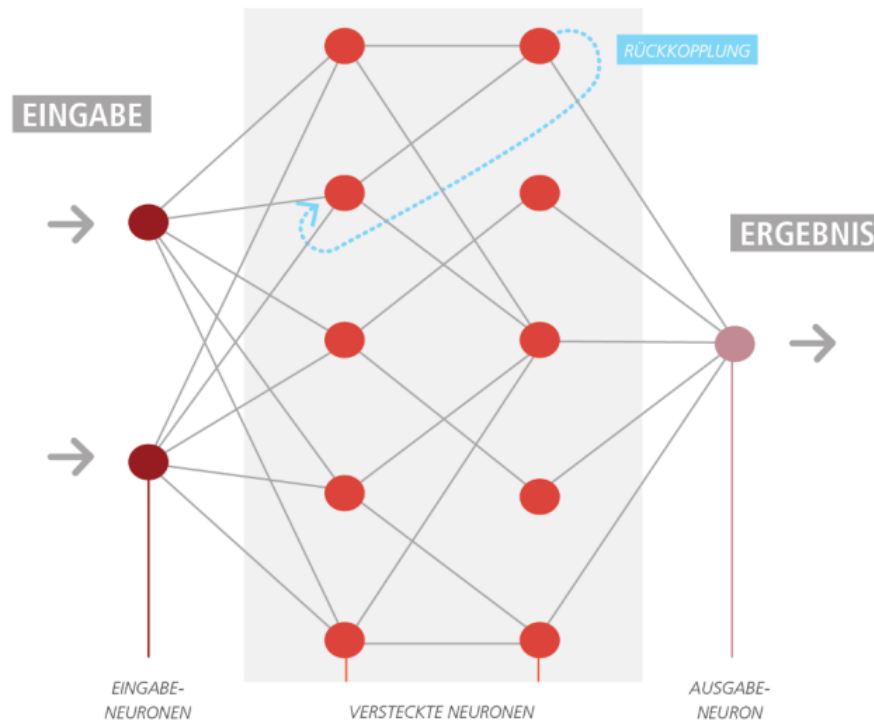 RÜCKKOPPLUNG
EINGABE
ERGEBNIS
EINGABE-
NEURONEN
VERSTECKTE NEURONEN
AUSGABE-
NEURON